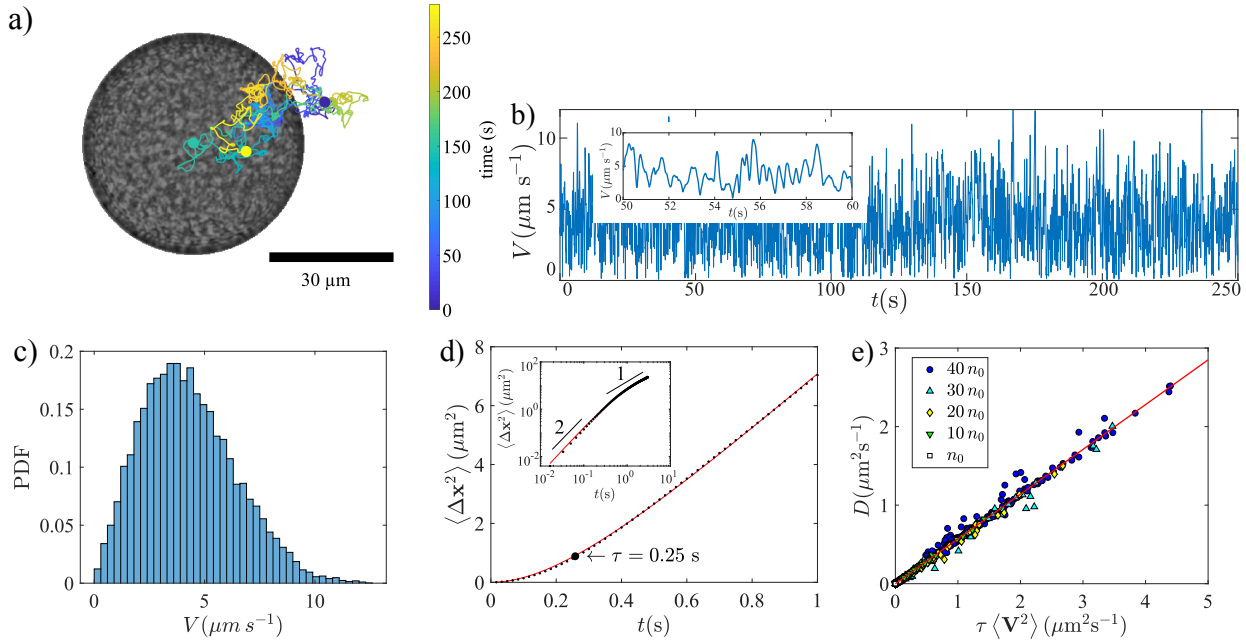 a)
30 µm
250
200
150
100
50
0
time (s)
b)
10
5
0
V(µm s⁻¹)
0 50 100 150 200 250
t(s)
10
5
0
V(µm s⁻¹)
50 52 54 56 58 60
t(s)
c)
0.2
0.15
0.1
0.05
0
PDF
0 5 10
V(µm s⁻¹)
d)
8
6
4
2
0
⟨Δx²⟩ (µm²)
0 0.2 0.4 0.6 0.8 1
t(s)
← τ = 0.25 s
10²
10⁰
10⁻²
⟨Δx²⟩ (µm²)
1
2
10⁻² 10⁻¹ 10⁰ 10¹
t(s)
e)
3
2
1
0
D(µm²s⁻¹)
40 n₀
30 n₀
20 n₀
10 n₀
n₀
0 1 2 3 4 5
τ ⟨V²⟩ (µm²s⁻¹)